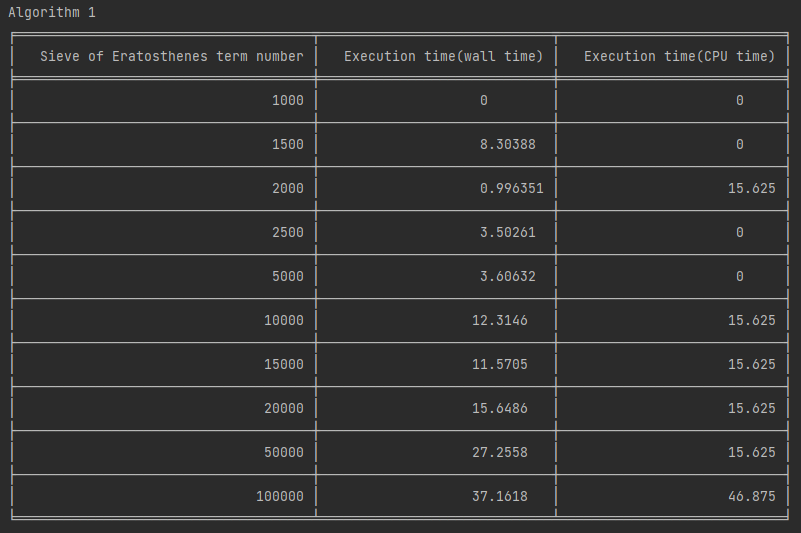 Algorithm 1
Sieve of Eratosthenes term number Execution time(wall time) Execution time(CPU time)
1000 0 0
1500 8.30388 0
2000 0.996351 15.625
2500 3.50261 0
5000 3.60632 0
10000 12.3146 15.625
15000 11.5705 15.625
20000 15.6486 15.625
50000 27.2558 15.625
100000 37.1618 46.875